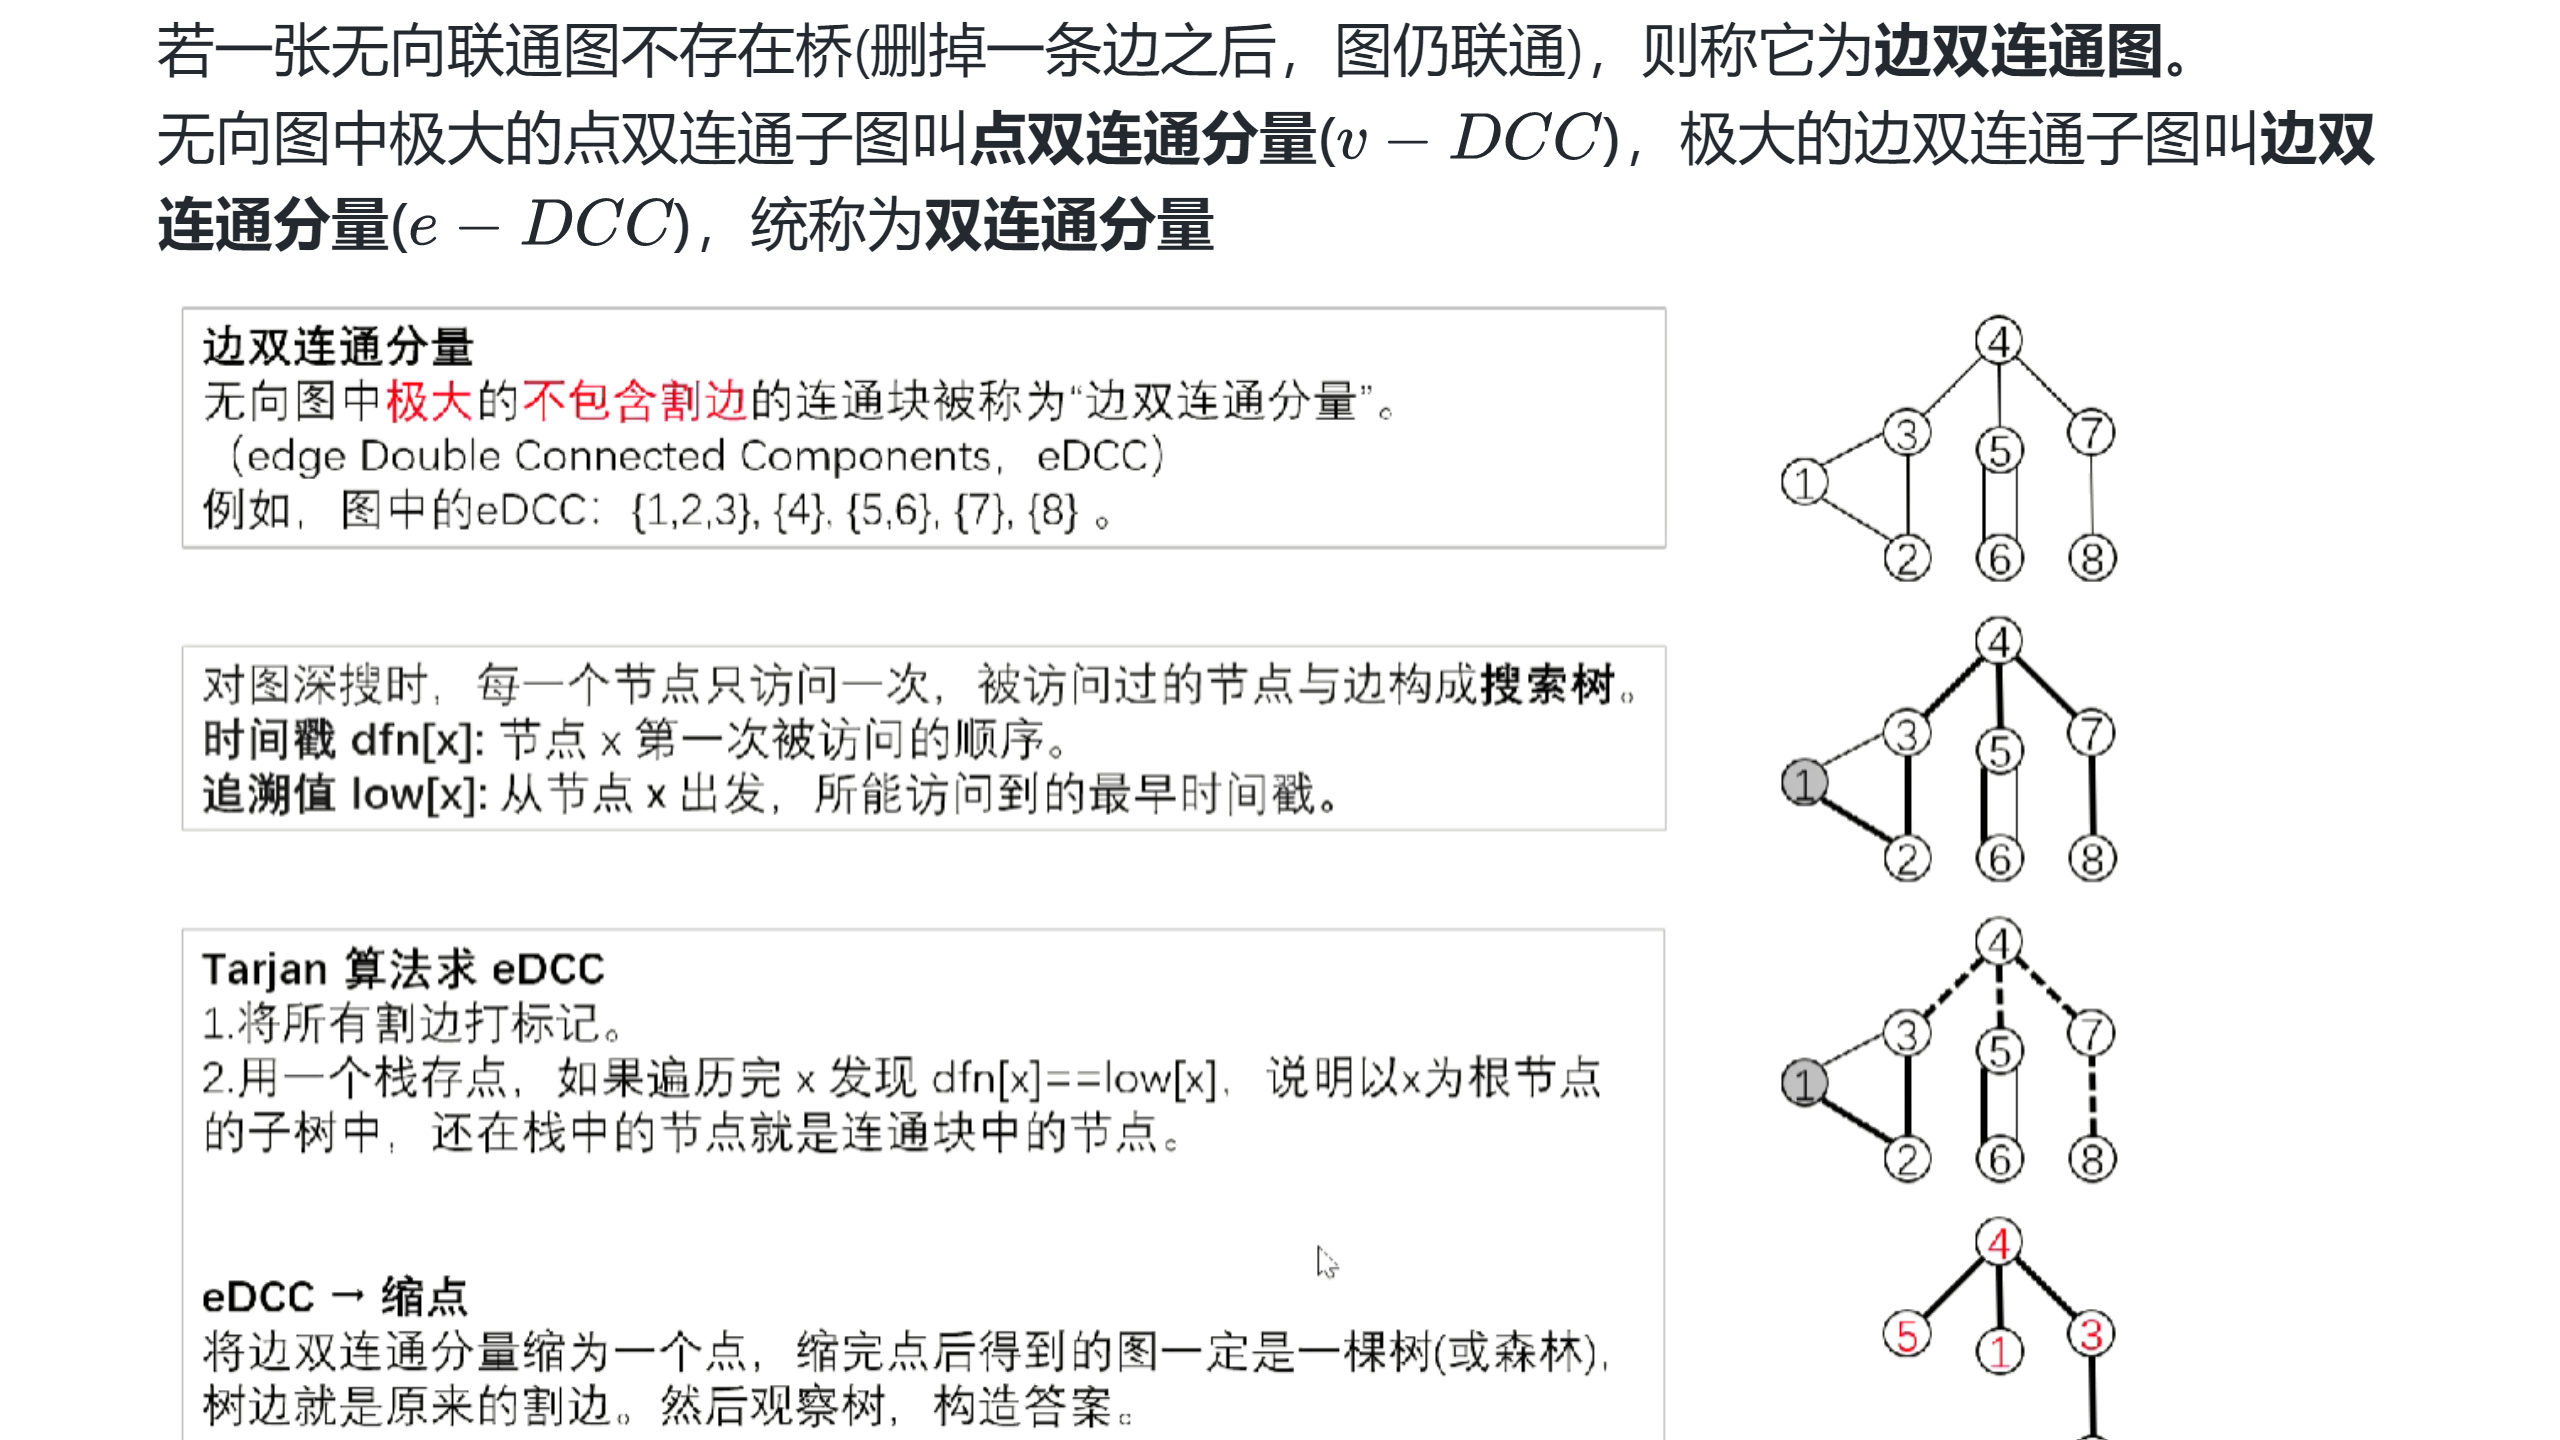 若一张无向联通图不存在桥(删掉一条边之后，图仍联通)，则称它为边双连通图。
无向图中极大的点双连通子图叫点双连通分量(v − DCC)，极大的边双连通子图叫边双
连通分量(e − DCC)，统称为双连通分量
边双连通分量
无向图中极大的不包含割边的连通块被称为“边双连通分量”。
（edge Double Connected Components，eDCC）
例如，图中的eDCC：{1,2,3}, {4}, {5,6}, {7}, {8} 。
4
3
5
7
1
2
6
8
对图深搜时，每一个节点只访问一次，被访问过的节点与边构成搜索树。
时间戳 dfn[x]: 节点 x 第一次被访问的顺序。
追溯值 low[x]: 从节点 x 出发，所能访问到的最早时间戳。
4
3
5
7
1
2
6
8
Tarjan 算法求 eDCC
1.将所有割边打标记。
2.用一个栈存点，如果遍历完 x 发现 dfn[x]==low[x]，说明以x为根节点
的子树中，还在栈中的节点就是连通块中的节点。
4
3
5
7
1
2
6
8
eDCC → 缩点
将边双连通分量缩为一个点，缩完点后得到的图一定是一棵树(或森林)，
树边就是原来的割边。然后观察树，构造答案。
4
5
1
3